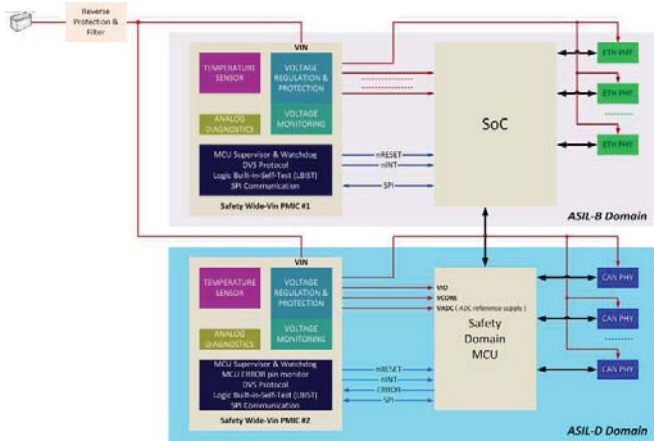 Reverse
Protection &
Filter
VIN
TEMPERATURE
SENSOR
VOLTAGE
REGULATION &
PROTECTION
ANALOG
DIAGNOSTICS
VOLTAGE
MONITORING
MCU Supervisor & Watchdog
DVS Protocol
Logic Built-in-Self-Test (LBIST)
SPI Communication
Safety Wide-Vin PMIC #1
nRESET
nINT
SPI
SoC
ETH PHY
ETH PHY
ETH PHY
ASIL-B Domain
VIN
TEMPERATURE
SENSOR
VOLTAGE
REGULATION &
PROTECTION
ANALOG
DIAGNOSTICS
VOLTAGE
MONITORING
MCU Supervisor & Watchdog
MCU ERROR pin monitor
DVS Protocol
Logic Built-in-Self-Test (LBIST)
SPI Communication
Safety Wide-Vin PMIC #2
VIO
VCORE
VADC ( ADC reference supply )
nRESET
nINT
ERROR
SPI
Safety
Domain
MCU
CAN PHY
CAN PHY
CAN PHY
ASIL-D Domain